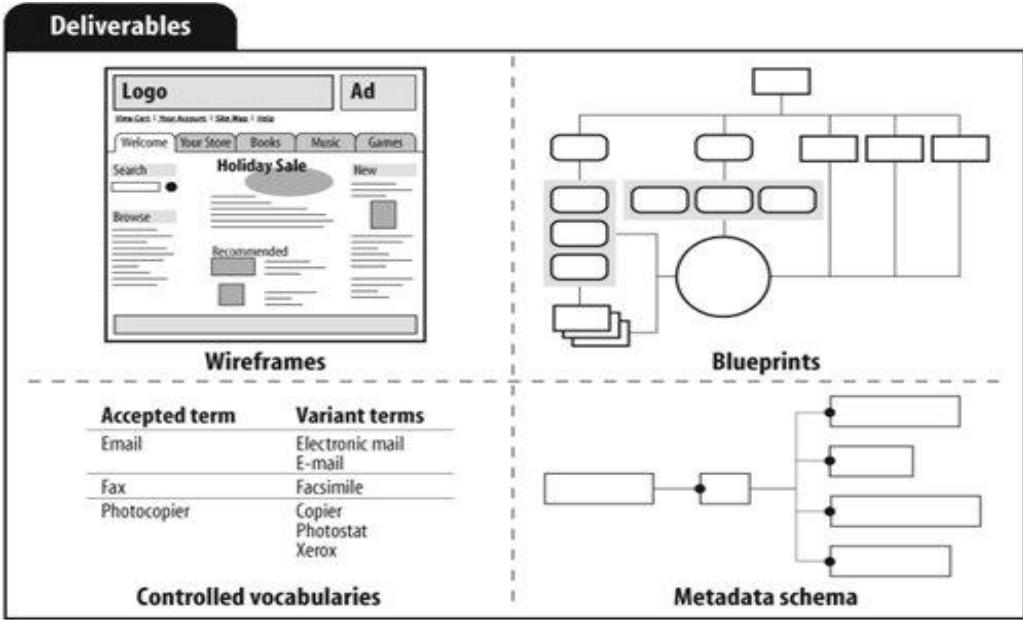 Deliverables
Logo
Ad
View Cart | Your Account | Site Map | Help
Welcome
Your Store
Books
Music
Games
Search
Holiday Sale
New
Browse
Recommended
Wireframes
Blueprints
Accepted term Variant terms
Email Electronic mail
E-mail
Fax Facsimile
Photocopier Copier
Photostat
Xerox
Controlled vocabularies
Metadata schema